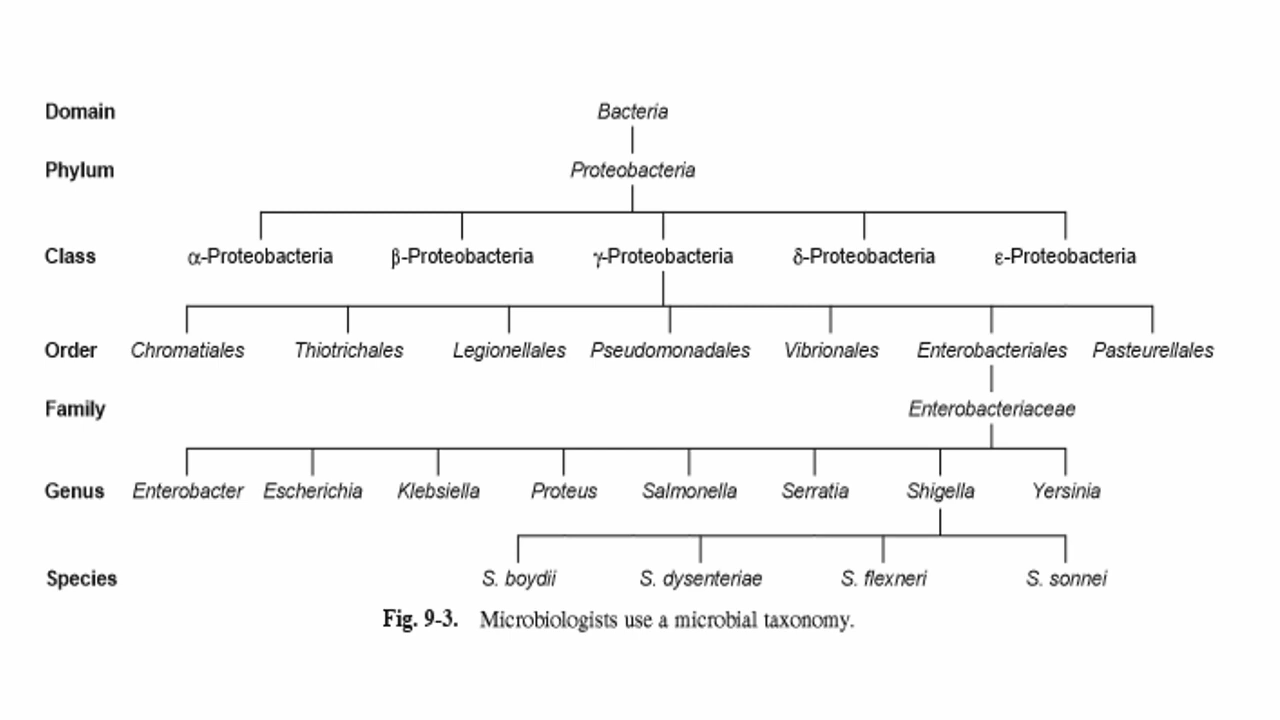 Domain Bacteria
Phylum Proteobacteria
Class α-Proteobacteria β-Proteobacteria γ-Proteobacteria δ-Proteobacteria ε-Proteobacteria
Order Chromatiales Thiotrichales Legionellales Pseudomonadales Vibrionales Enterobacteriales Pasteurellales
Family Enterobacteriaceae
Genus Enterobacter Escherichia Klebsiella Proteus Salmonella Serratia Shigella Yersinia
Species S. boydii S. dysenteriae S. flexneri S. sonnei
Fig. 9-3. Microbiologists use a microbial taxonomy.